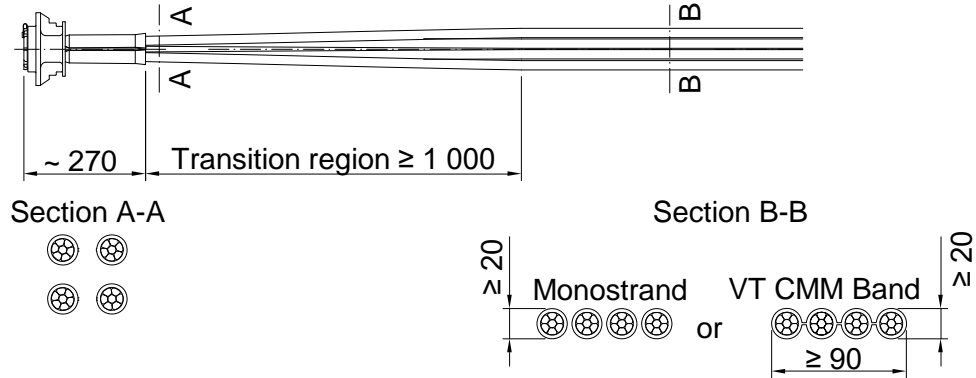 A
B
A
B
~ 270
Transition region ≥ 1 000
Section A-A
Section B-B
≥ 20
Monostrand
or
VT CMM Band
≥ 20
≥ 90